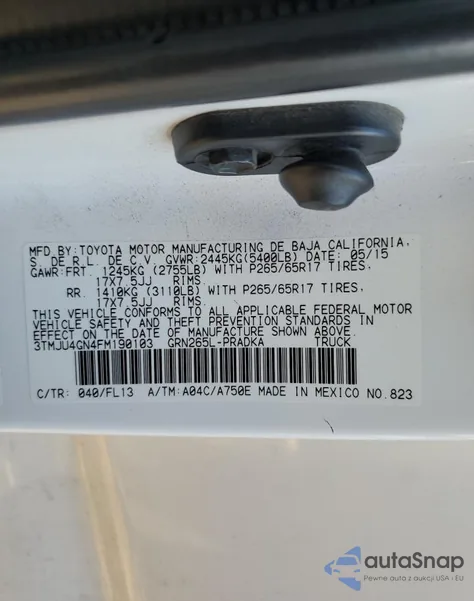 MFD.BY:TOYOTA MOTOR MANUFACTURING DE BAJA CALIFORNIA,
S. DE R.L. DE C.V. GVWR:2445KG(5400LB) DATE: 05/15
GAWR:FRT. 1245KG (2755LB) WITH P265/65R17 TIRES,
17X7.5JJ RIMS.
RR. 1410KG (3110LB) WITH P265/65R17 TIRES,
17X7.5JJ RIMS.
THIS VEHICLE CONFORMS TO ALL APPLICABLE FEDERAL MOTOR
VEHICLE SAFETY AND THEFT PREVENTION STANDARDS IN
EFFECT ON THE DATE OF MANUFACTURE SHOWN ABOVE.
3TMJU4GN4FM190103 GRN265L-PRADKA TRUCK
C/TR: 040/FL13 A/TM:A04C/A750E MADE IN MEXICO NO.823
autoSnap
Pewne auta z USA i EU